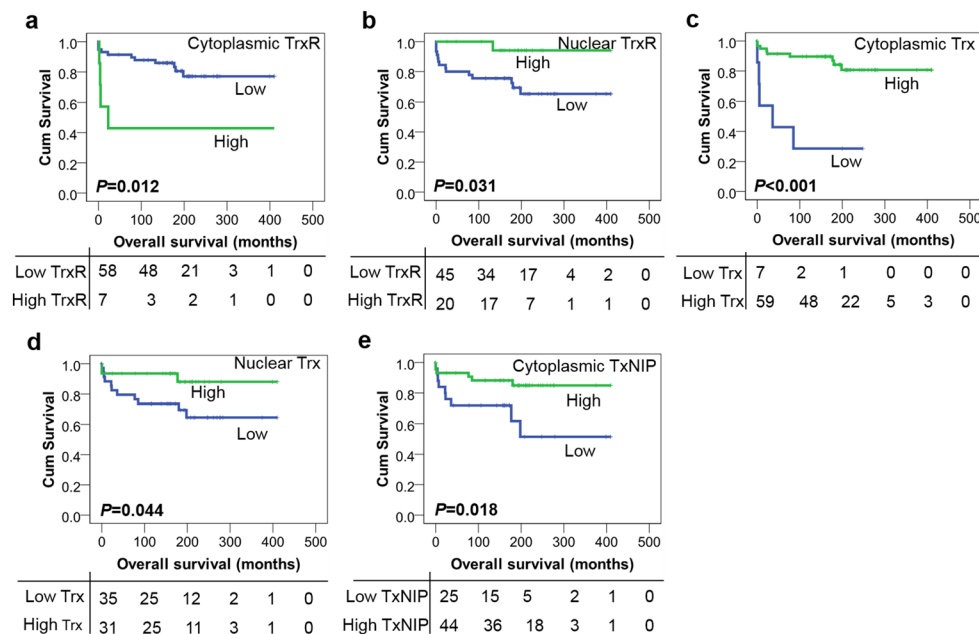 a
Cytoplasmic TrxR
1.0
0.8
0.6
0.4
0.2
0.0
Cum Survival
Low
High
P=0.012
0 100 200 300 400 500
Overall survival (months)
Low TrxR 58 48 21 3 1 0
High TrxR 7 3 2 1 0 0
b
Nuclear TrxR
1.0
0.8
0.6
0.4
0.2
0.0
Cum Survival
High
Low
P=0.031
0 100 200 300 400 500
Overall survival (months)
Low TrxR 45 34 17 4 2 0
High TrxR 20 17 7 1 1 0
c
Cytoplasmic Trx
1.0
0.8
0.6
0.4
0.2
0.0
Cum Survival
High
Low
P<0.001
0 100 200 300 400 500
Overall survival (months)
Low Trx 7 2 1 0 0 0
High Trx 59 48 22 5 3 0
d
Nuclear Trx
1.0
0.8
0.6
0.4
0.2
0.0
Cum Survival
High
Low
P=0.044
0 100 200 300 400 500
Overall survival (months)
Low Trx 35 25 12 2 1 0
High Trx 31 25 11 3 1 0
e
Cytoplasmic TxNIP
1.0
0.8
0.6
0.4
0.2
0.0
Cum Survival
High
Low
P=0.018
0 100 200 300 400 500
Overall survival (months)
Low TxNIP 25 15 5 2 1 0
High TxNIP 44 36 18 3 1 0